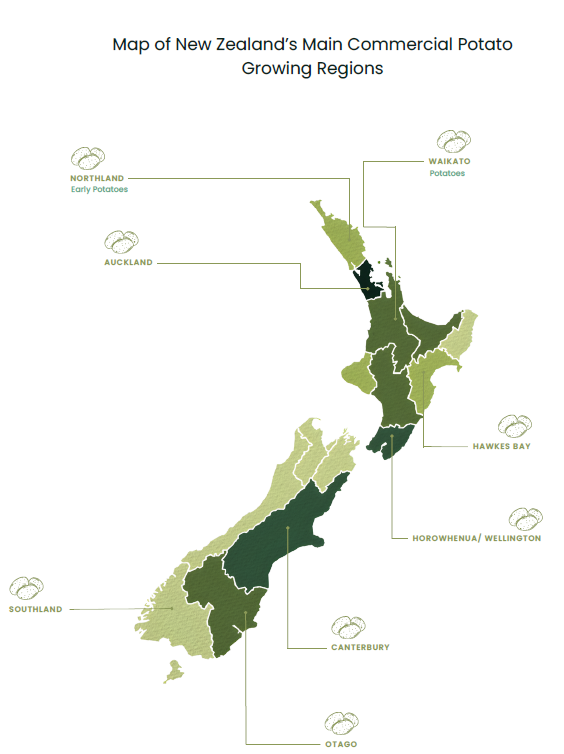 Map of New Zealand’s Main Commercial Potato
Growing Regions
WAIKATO
Potatoes
NORTHLAND
Early Potatoes
AUCKLAND
HAWKES BAY
HOROWHENUA/ WELLINGTON
SOUTHLAND
CANTERBURY
OTAGO